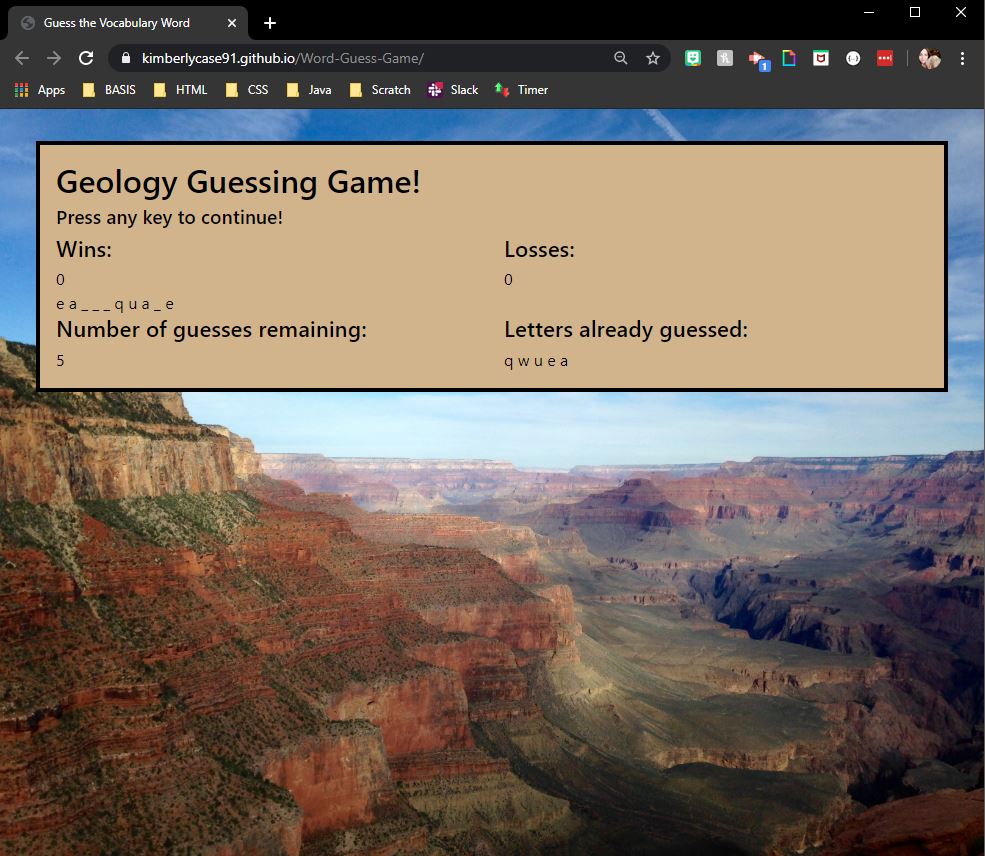 Guess the Vocabulary Word
kimberlycase91.github.io/Word-Guess-Game/
1
Apps BASIS HTML CSS Java Scratch Slack Timer
Geology Guessing Game!
Press any key to continue!
Wins: Losses:
0 0
e a _ _ _ q u a _ e
Number of guesses remaining: Letters already guessed:
5 q w u e a